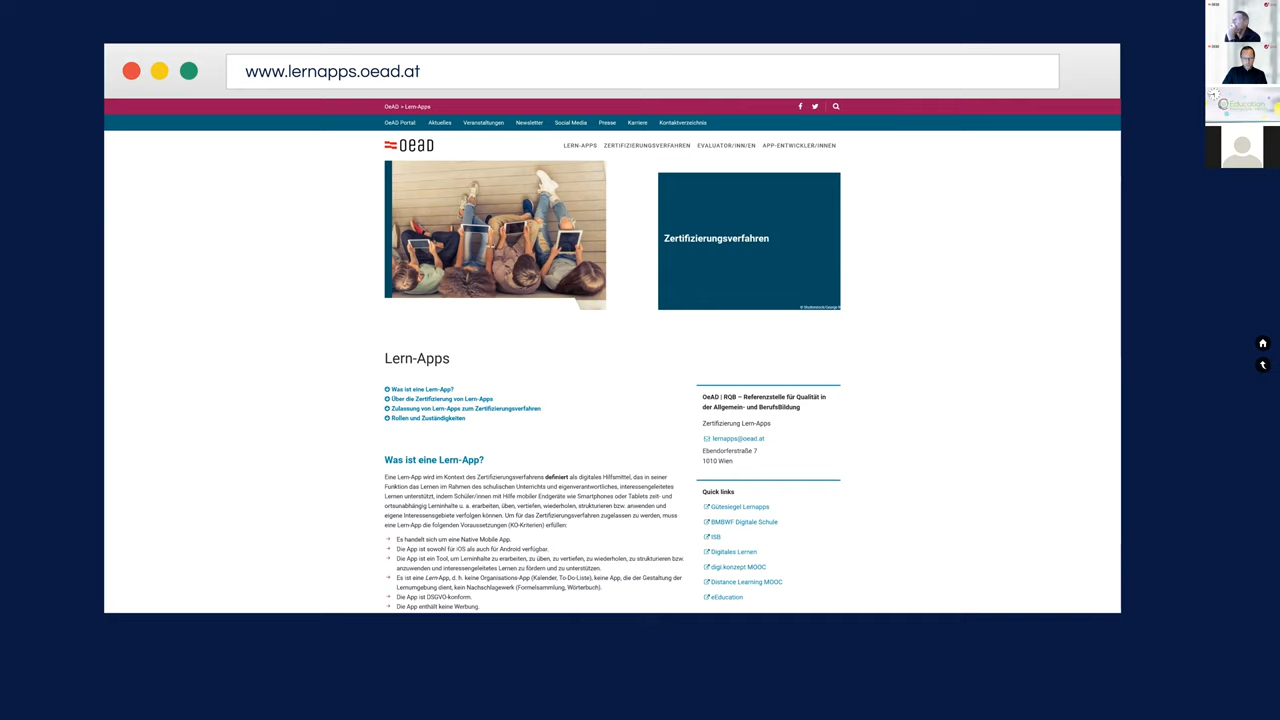 www.lernapps.oead.at
OeAD > Lern-Apps
OeAD Portal: Aktuelles Veranstaltungen Newsletter Social Media Presse Karriere Kontaktverzeichnis
oead
LERN-APPS ZERTIFIZIERUNGSVERFAHREN EVALUATOR/INN/EN APP-ENTWICKLER/INNEN
Zertifizierungsverfahren
Lern-Apps
Was ist eine Lern-App?
Über die Zertifizierung von Lern-Apps
Zulassung von Lern-Apps zum Zertifizierungsverfahren
Rollen und Zuständigkeiten
Was ist eine Lern-App?
Eine Lern-App wird im Kontext des Zertifizierungsverfahrens definiert als digitales Hilfsmittel, das in seiner
Funktion das Lernen im Rahmen des schulischen Unterrichts und eigenverantwortliches, interessengeleitetes
Lernen unterstützt, indem Schüler/innen mit Hilfe mobiler Endgeräte wie Smartphones oder Tablets zeit- und
ortsunabhängig Lerninhalte u. a. erarbeiten, üben, vertiefen, wiederholen, strukturieren bzw. anwenden und
eigene Interessensgebiete verfolgen können. Um für das Zertifizierungsverfahren zugelassen zu werden, muss
eine Lern-App die folgenden Voraussetzungen (KO-Kriterien) erfüllen:
Es handelt sich um eine Native Mobile App.
Die App ist sowohl für iOS als auch für Android verfügbar.
Die App ist ein Tool, um Lerninhalte zu erarbeiten, zu üben, zu vertiefen, zu wiederholen, zu strukturieren bzw.
anzuwenden und interessengeleitetes Lernen zu fördern und zu unterstützen.
Es ist eine Lern-App, d. h. keine Organisations-App (Kalender, To-Do-Liste), keine App, die der Gestaltung der
Lernumgebung dient, kein Nachschlagewerk (Formelsammlung, Wörterbuch).
Die App ist DSGVO-konform.
Die App enthält keine Werbung.
OeAD | RQB – Referenzstelle für Qualität in
der Allgemein- und BerufsBildung
Zertifizierung Lern-Apps
lernapps@oead.at
Ebendorferstraße 7
1010 Wien
Quick links
Gütesiegel Lernapps
BMBWF Digitale Schule
ISB
Digitales Lernen
digi.konzept MOOC
Distance Learning MOOC
eEducation